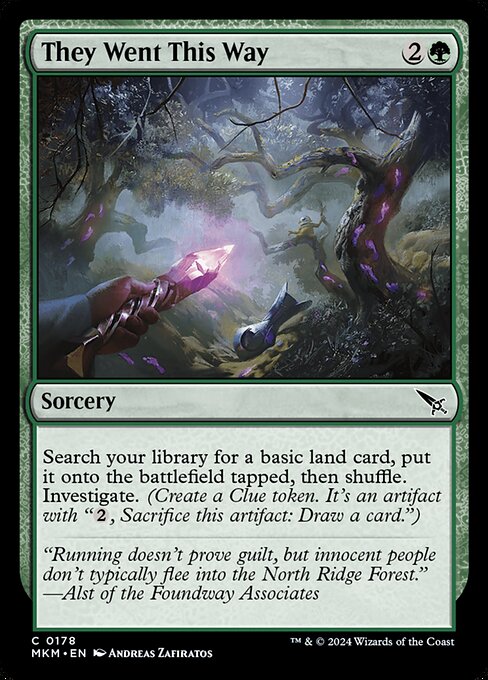 They Went This Way 2
Sorcery
Search your library for a basic land card, put
it onto the battlefield tapped, then shuffle.
Investigate. (Create a Clue token. It's an artifact
with “2, Sacrifice this artifact: Draw a card.”)
“Running doesn't prove guilt, but innocent people
don't typically flee into the North Ridge Forest.”
—Alst of the Foundway Associates
C 0178
MKM • EN Andreas Zafiratos
™ & © 2024 Wizards of the Coast